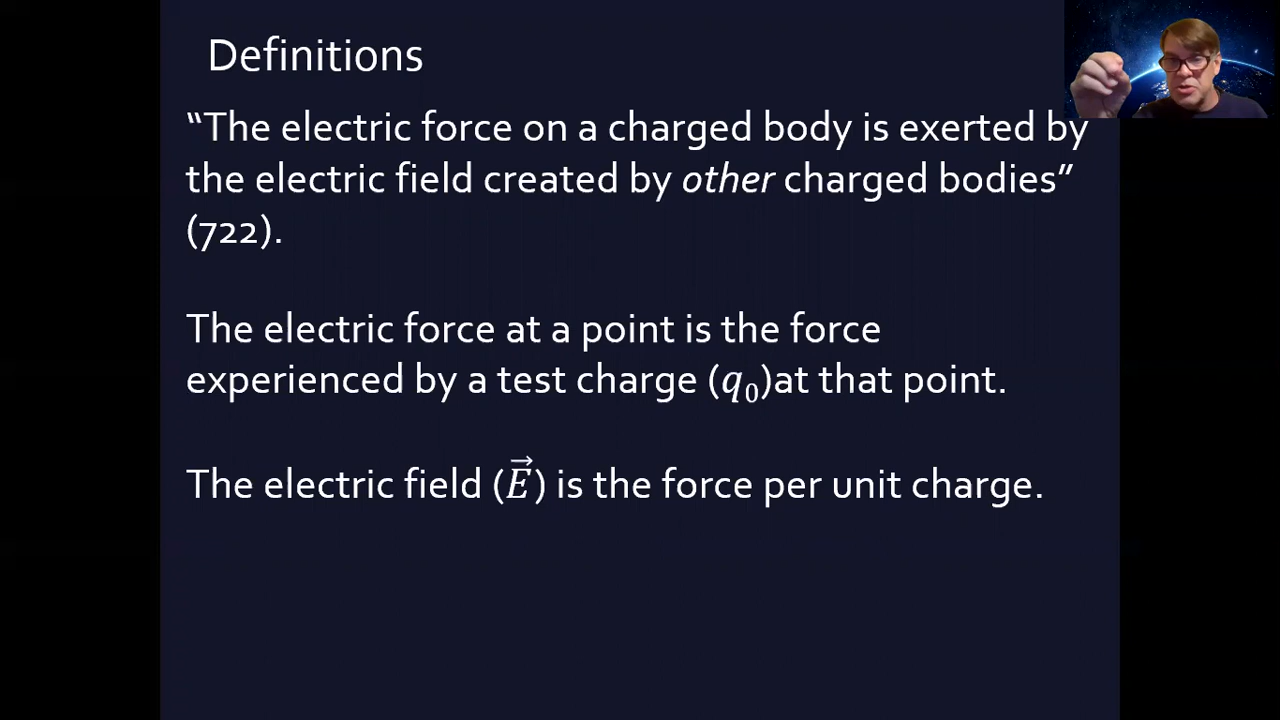 Definitions
“The electric force on a charged body is exerted by
the electric field created by other charged bodies”
(722).
The electric force at a point is the force
experienced by a test charge (𝑞₀)at that point.
The electric field (𝐸⃗) is the force per unit charge.